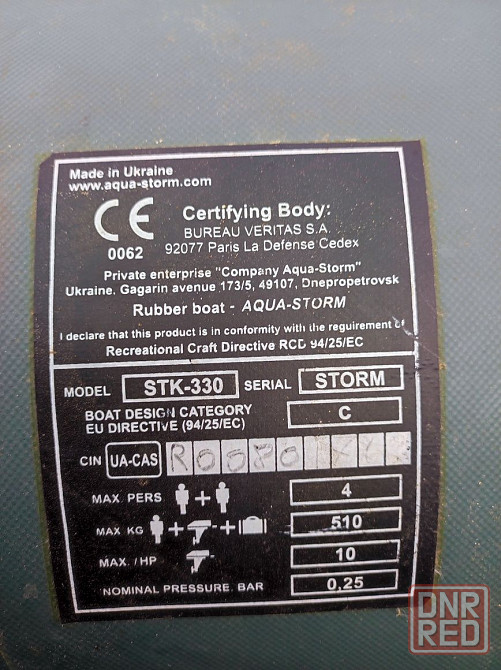 Made in Ukraine
www.aqua-storm.com
CE
0062
Certifying Body:
BUREAU VERITAS S.A.
92077 Paris La Defense Cedex
Private enterprise "Company Aqua-Storm"
Ukraine. Gagarin avenue 173/5, 49107, Dnepropetrovsk
Rubber boat - AQUA-STORM
I declare that this product is in conformity with the requirement of
Recreational Craft Directive RCD 94/25/EC
MODEL STK-330 SERIAL STORM
BOAT DESIGN CATEGORY
EU DIRECTIVE (94/25/EC) C
CIN UA-CAS R0080
MAX. PERS + 4
MAX. KG + + 510
MAX. /HP 10
NOMINAL PRESSURE. BAR 0,25
DNR
RED